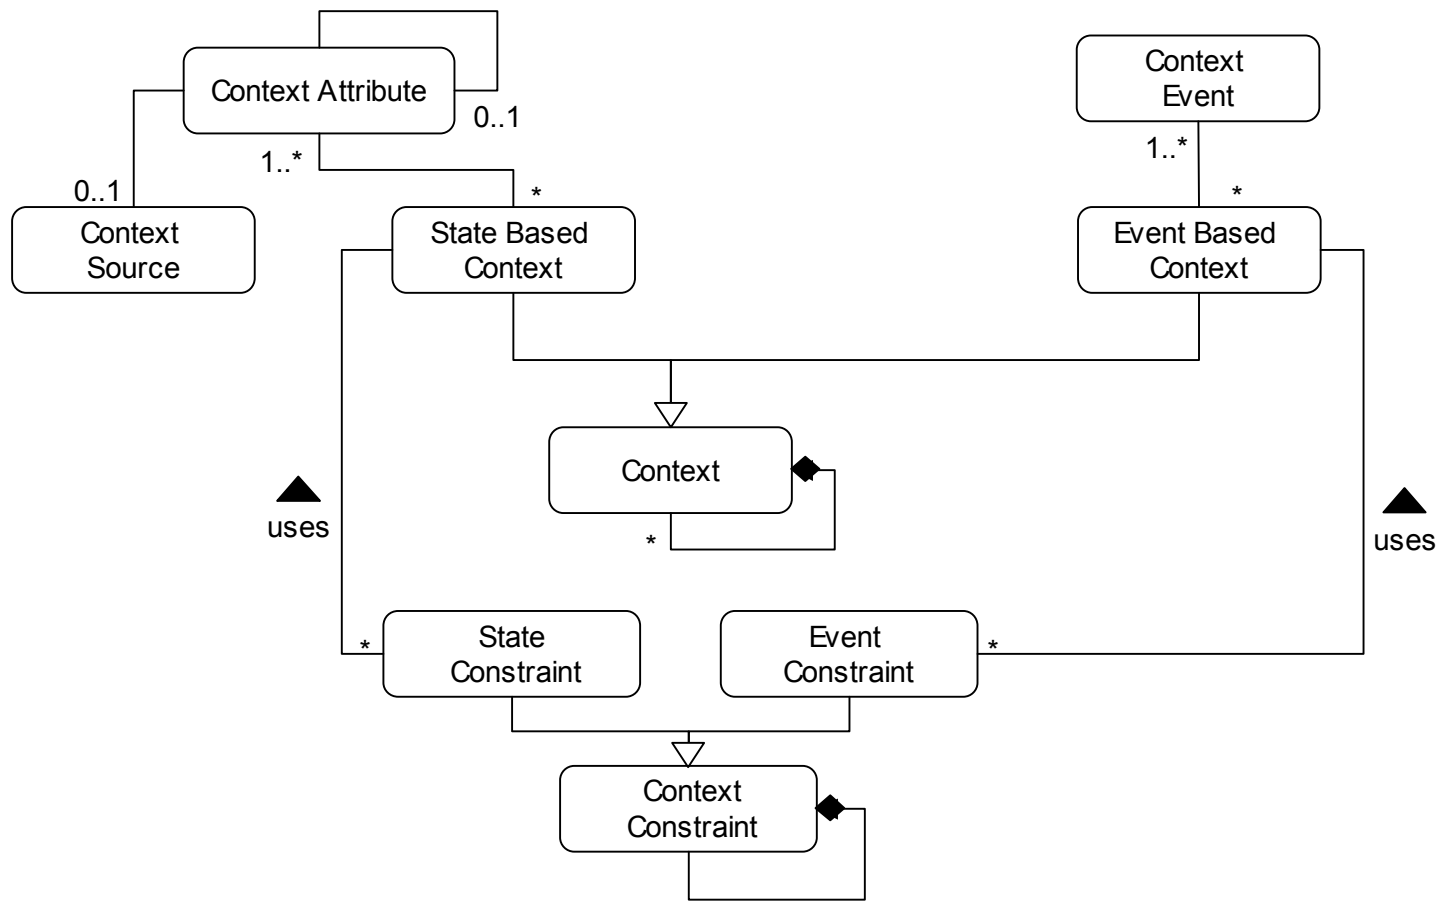 Context Attribute
0..1
1..*
0..1
*
Context
Source
State Based
Context
Context
Event
1..*
*
Event Based
Context
Context
*
uses
uses
*
State
Constraint
Event
Constraint
*
Context
Constraint